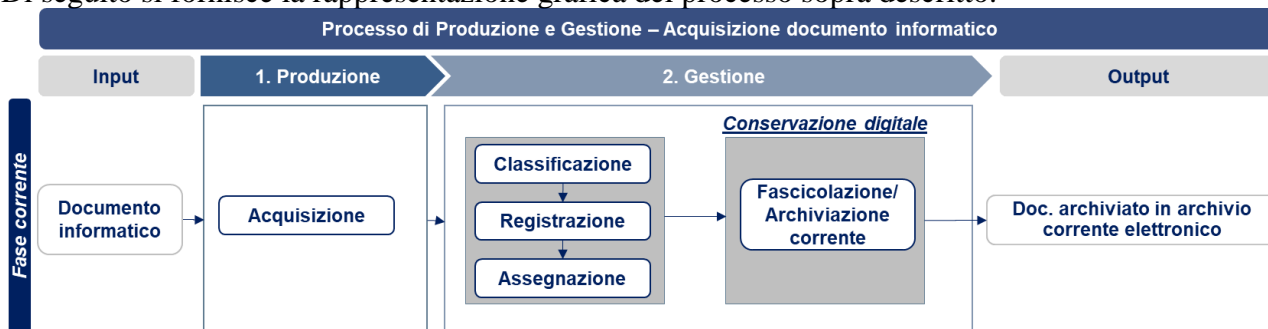 Di seguito si fornisce la rappresentazione grafica del processo sopra descritto.
Processo di Produzione e Gestione – Acquisizione documento informatico
Input
1. Produzione
2. Gestione
Output
Fase corrente
Documento
informatico
Acquisizione
Classificazione
Registrazione
Assegnazione
Conservazione digitale
Fascicolazione/
Archiviazione
corrente
Doc. archiviato in archivio
corrente elettronico